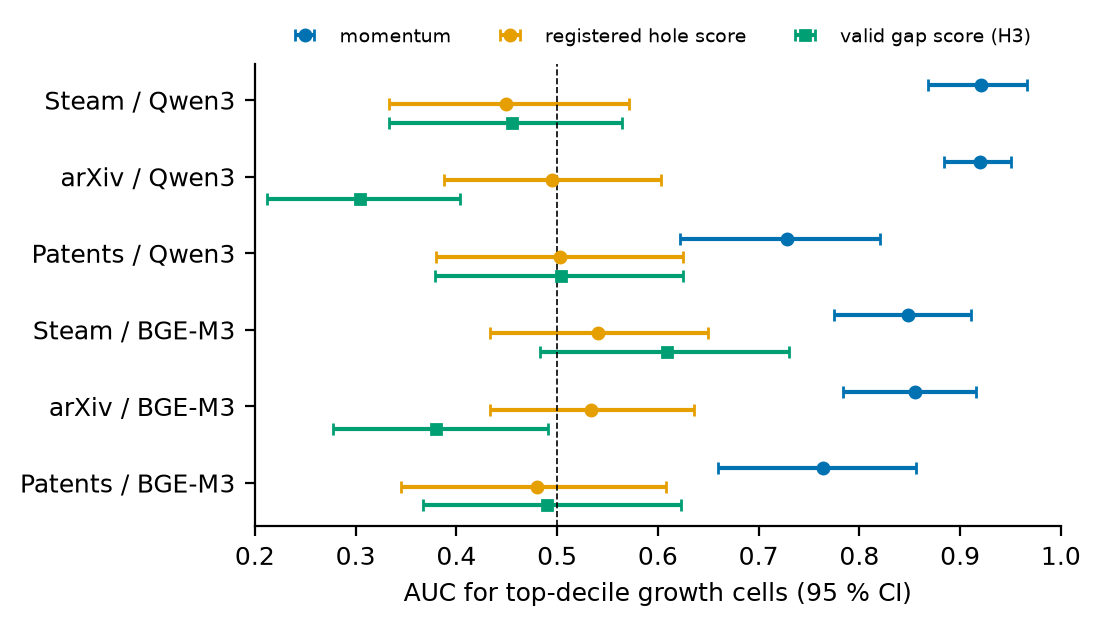 momentum registered hole score valid gap score (H3)
Steam / Qwen3
arXiv / Qwen3
Patents / Qwen3
Steam / BGE-M3
arXiv / BGE-M3
Patents / BGE-M3
0.2 0.3 0.4 0.5 0.6 0.7 0.8 0.9 1.0
AUC for top-decile growth cells (95 % CI)